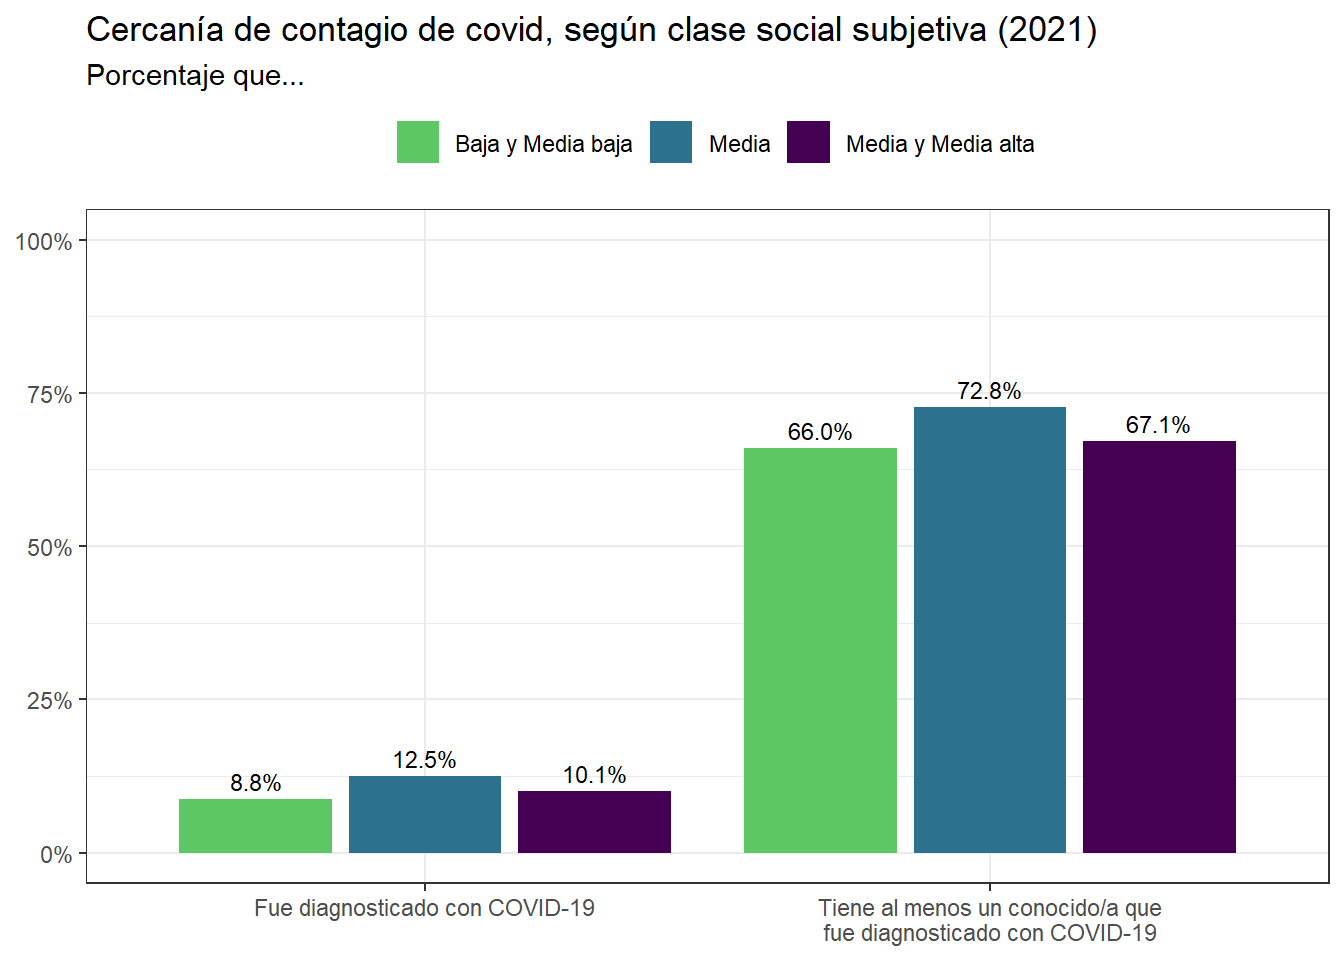 Cercanía de contagio de covid, según clase social subjetiva (2021)
Porcentaje que...
Baja y Media baja
Media
Media y Media alta
100%
75%
50%
25%
0%
8.8%
12.5%
10.1%
66.0%
72.8%
67.1%
Fue diagnosticado con COVID-19
Tiene al menos un conocido/a que
fue diagnosticado con COVID-19